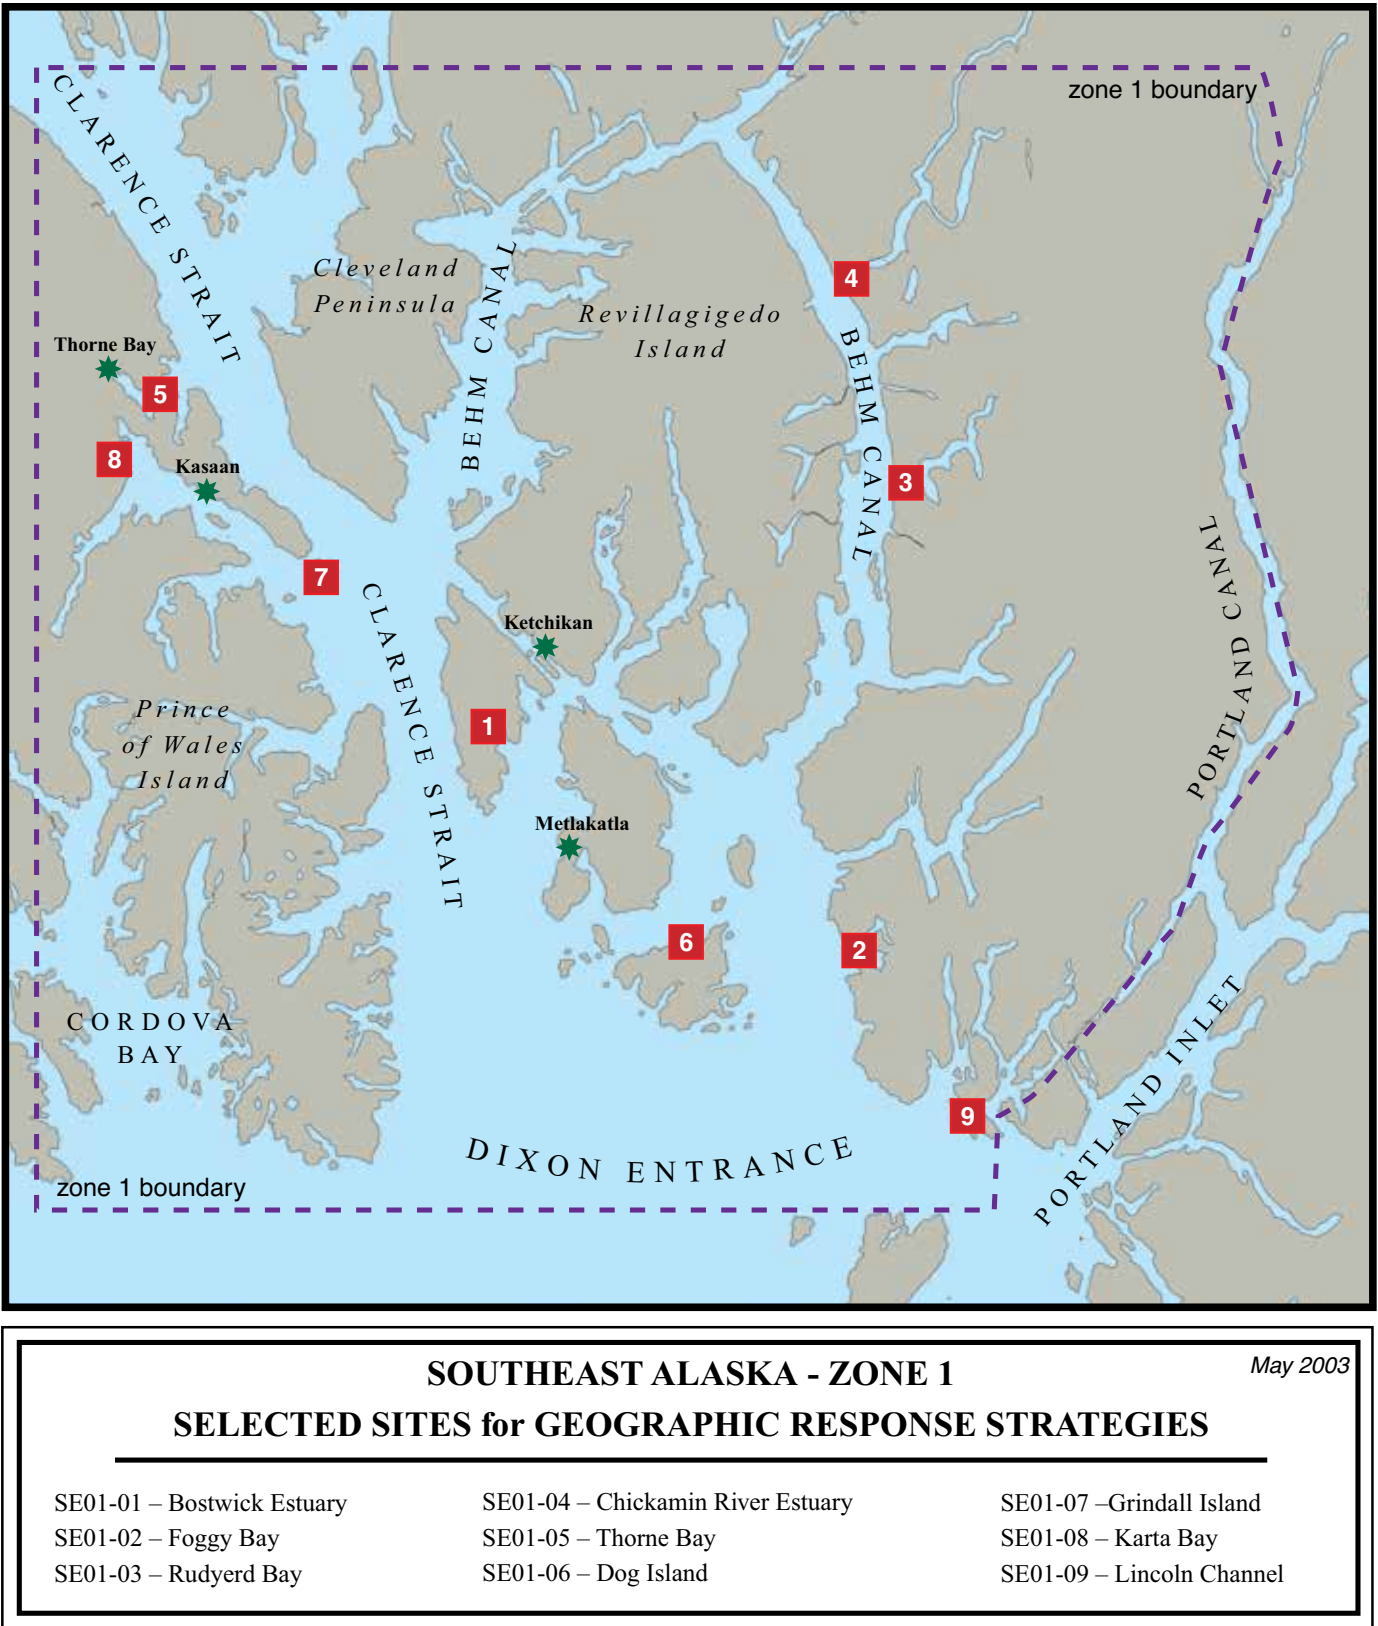 zone 1 boundary
CLARENCE STRAIT
Cleveland
Peninsula
BEHM CANAL
Revillagigedo
Island
4
BEHM CANAL
Thorne Bay
5
8
Kasaan
3
7
CLARENCE STRAIT
Ketchikan
PORTLAND CANAL
1
Prince
of Wales
Island
Metlakatla
6
2
CORDOVA
BAY
PORTLAND INLET
9
DIXON ENTRANCE
zone 1 boundary
SOUTHEAST ALASKA - ZONE 1
May 2003
SELECTED SITES for GEOGRAPHIC RESPONSE STRATEGIES
SE01-01 – Bostwick Estuary
SE01-02 – Foggy Bay
SE01-03 – Rudyerd Bay
SE01-04 – Chickamin River Estuary
SE01-05 – Thorne Bay
SE01-06 – Dog Island
SE01-07 –Grindall Island
SE01-08 – Karta Bay
SE01-09 – Lincoln Channel